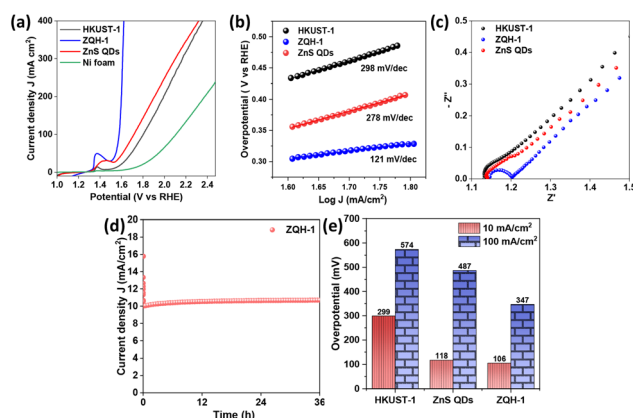 (a)
HKUST-1
ZQH-1
ZnS QDs
Ni foam
Current density J (mA cm²)
400
300
200
100
0
1.0 1.2 1.4 1.6 1.8 2.0 2.2 2.4
Potential (V vs RHE)
(b)
HKUST-1
ZQH-1
ZnS QDs
Overpotential ( V vs RHE)
0.50
0.45
0.40
0.35
0.30
298 mV/dec
278 mV/dec
121 mV/dec
1.60 1.65 1.70 1.75 1.80
Log J (mA/cm²)
(c)
HKUST-1
ZQH-1
ZnS QDs
- Z''
- 0.5
- 0.4
- 0.3
- 0.2
- 0.1
0.0
1.1 1.2 1.3 1.4 1.5
Z'
(d)
ZQH-1
Current density J (mA/cm²)
24
22
20
18
16
14
12
10
8
6
4
2
0
0 12 24 36
Time (h)
(e)
10 mA/cm²
100 mA/cm²
Overpotential (mV)
700
600
500
400
300
200
100
0
299
574
118
487
106
347
HKUST-1 ZnS QDs ZQH-1